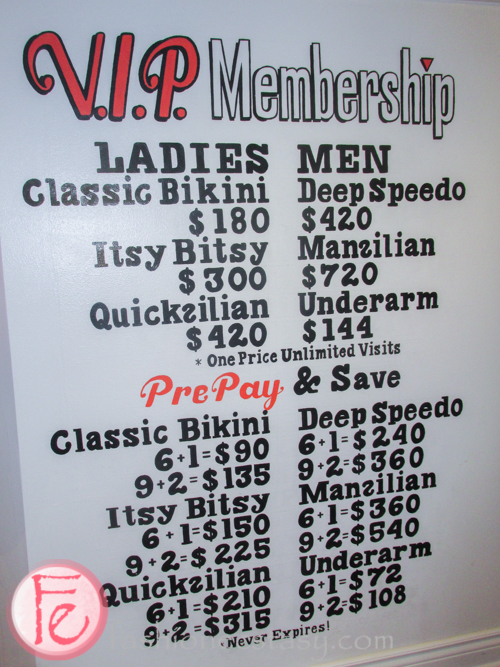 V.I.P. Membership
LADIES MEN
Classic Bikini Deep Speedo
$180 $420
Itsy Bitsy Manzilian
$300 $720
Quickzilian Underarm
$420 $144
* One Price Unlimited Visits
PrePay & Save
Classic Bikini Deep Speedo
6+1=$90 6+1=$240
9+2=$135 9+2=$360
Itsy Bitsy Manzilian
6+1=$150 6+1=$360
9+2=$225 9+2=$540
Quickzilian Underarm
6+1=$210 6+1=$72
9+2=$315 9+2=$108
Never Expires!
Fe